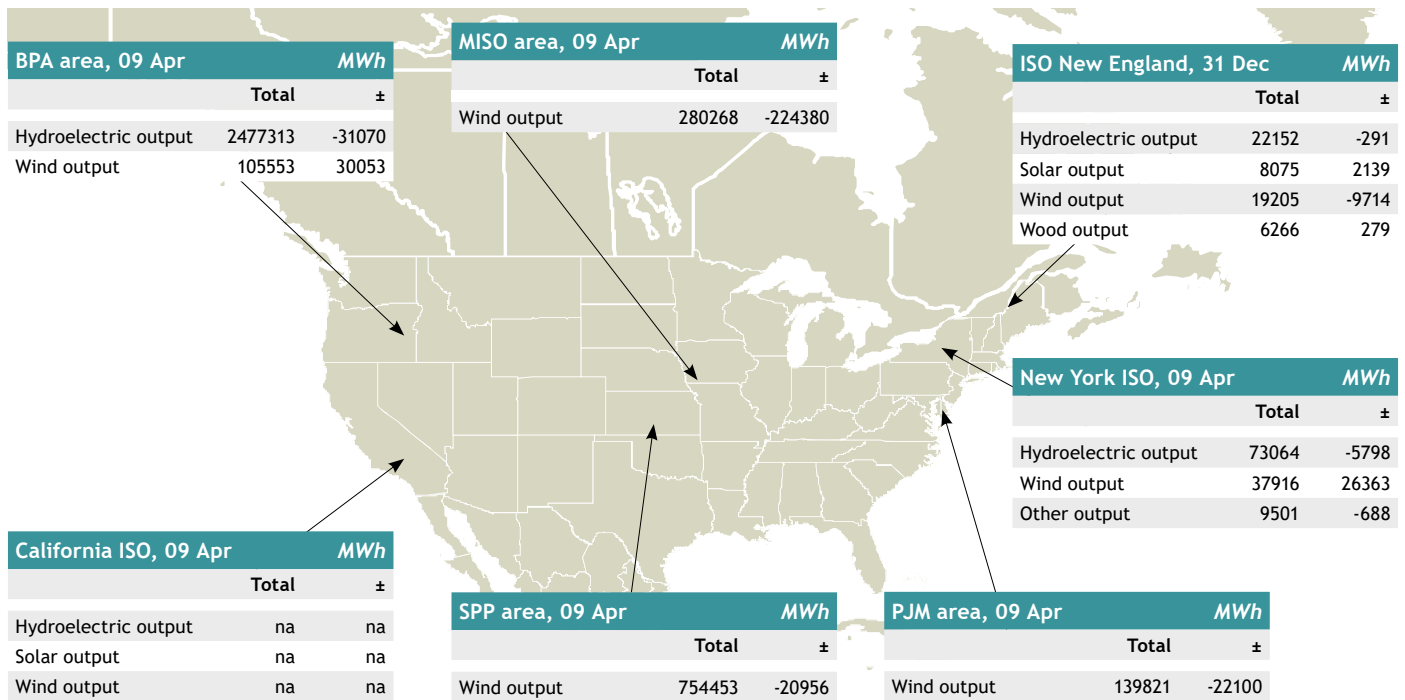 BPA area, 09 Apr MWh
Total ±
Hydroelectric output 2477313 -31070
Wind output 105553 30053
MISO area, 09 Apr MWh
Total ±
Wind output 280268 -224380
ISO New England, 31 Dec MWh
Total ±
Hydroelectric output 22152 -291
Solar output 8075 2139
Wind output 19205 -9714
Wood output 6266 279
New York ISO, 09 Apr MWh
Total ±
Hydroelectric output 73064 -5798
Wind output 37916 26363
Other output 9501 -688
California ISO, 09 Apr MWh
Total ±
Hydroelectric output na na
Solar output na na
Wind output na na
SPP area, 09 Apr MWh
Total ±
Wind output 754453 -20956
PJM area, 09 Apr MWh
Total ±
Wind output 139821 -22100